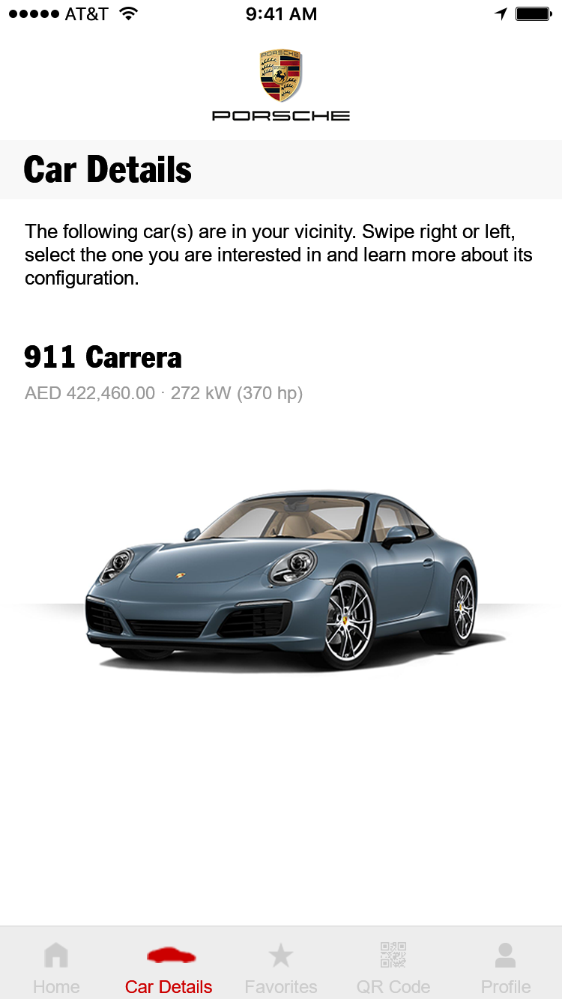 AT&T 9:41 AM
PORSCHE
PORSCHE
Car Details
The following car(s) are in your vicinity. Swipe right or left,
select the one you are interested in and learn more about its
configuration.
911 Carrera
AED 422,460.00 · 272 kW (370 hp)
Home Car Details Favorites QR Code Profile